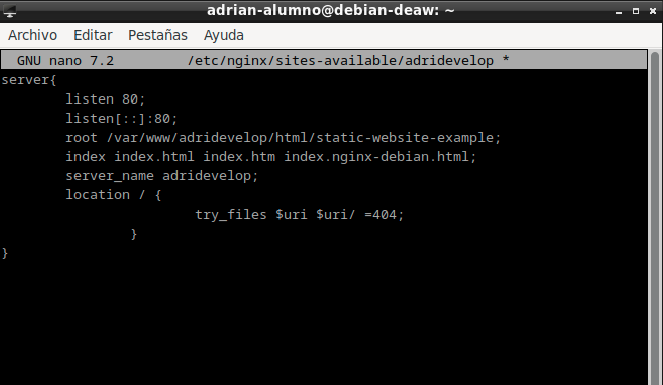 adrian-alumno@debian-deaw: ~
Archivo Editar Pestañas Ayuda
GNU nano 7.2 /etc/nginx/sites-available/adridevelop *
server{
listen 80;
listen[::]:80;
root /var/www/adridevelop/html/static-website-example;
index index.html index.htm index.nginx-debian.html;
server_name adridevelop;
location / {
try_files $uri $uri/ =404;
}
}